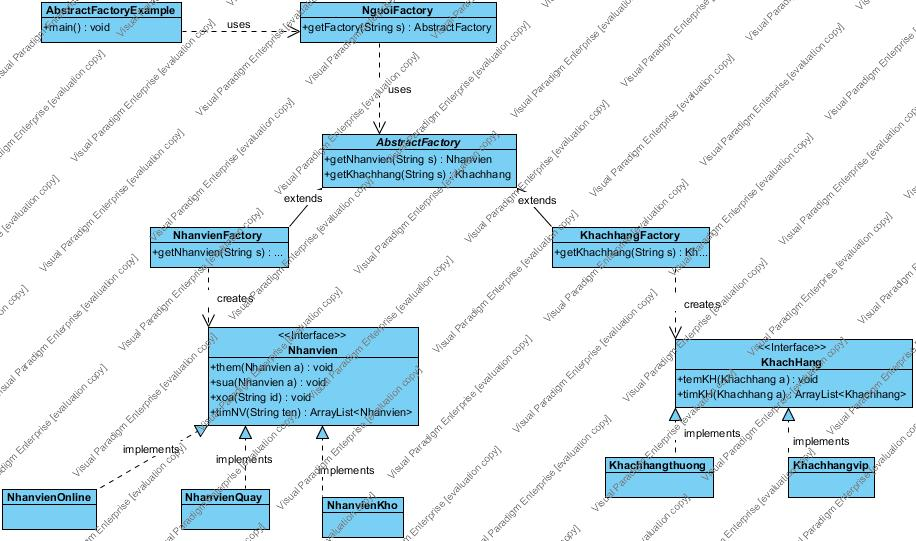 AbstractFactoryExample
+main() : void
uses
NguoiFactory
+getFactory(String s) : AbstractFactory
uses
AbstractFactory
+getNhanvien(String s) : Nhanvien
+getKhachhang(String s) : Khachhang
extends
extends
NhanvienFactory
+getNhanvien(String s) : ...
KhachhangFactory
+getKhachhang(String s) : Kh...
creates
creates
<<Interface>>
Nhanvien
+them(Nhanvien a) : void
+sua(Nhanvien a) : void
+xoa(String id) : void
+timNV(String ten) : ArrayList<Nhanvien>
<<Interface>>
KhachHang
+temKH(Khachhang a) : void
+timKH(Khachhang a) : ArrayList<Khachhang>
implements
implements
implements
implements
implements
NhanvienOnline
NhanvienQuay
NhanvienKho
Khachhangthuong
Khachhangvip
Visual Paradigm Enterprise [evaluation copy]